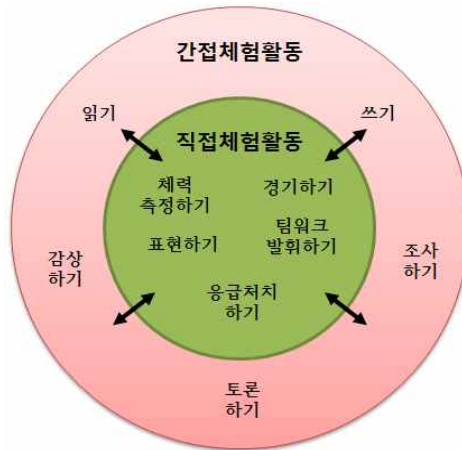 간접체험활동
읽기
쓰기
직접체험활동
체력
측정하기
경기하기
표현하기
팀워크
발휘하기
감상
하기
조사
하기
응급처치
하기
토론
하기